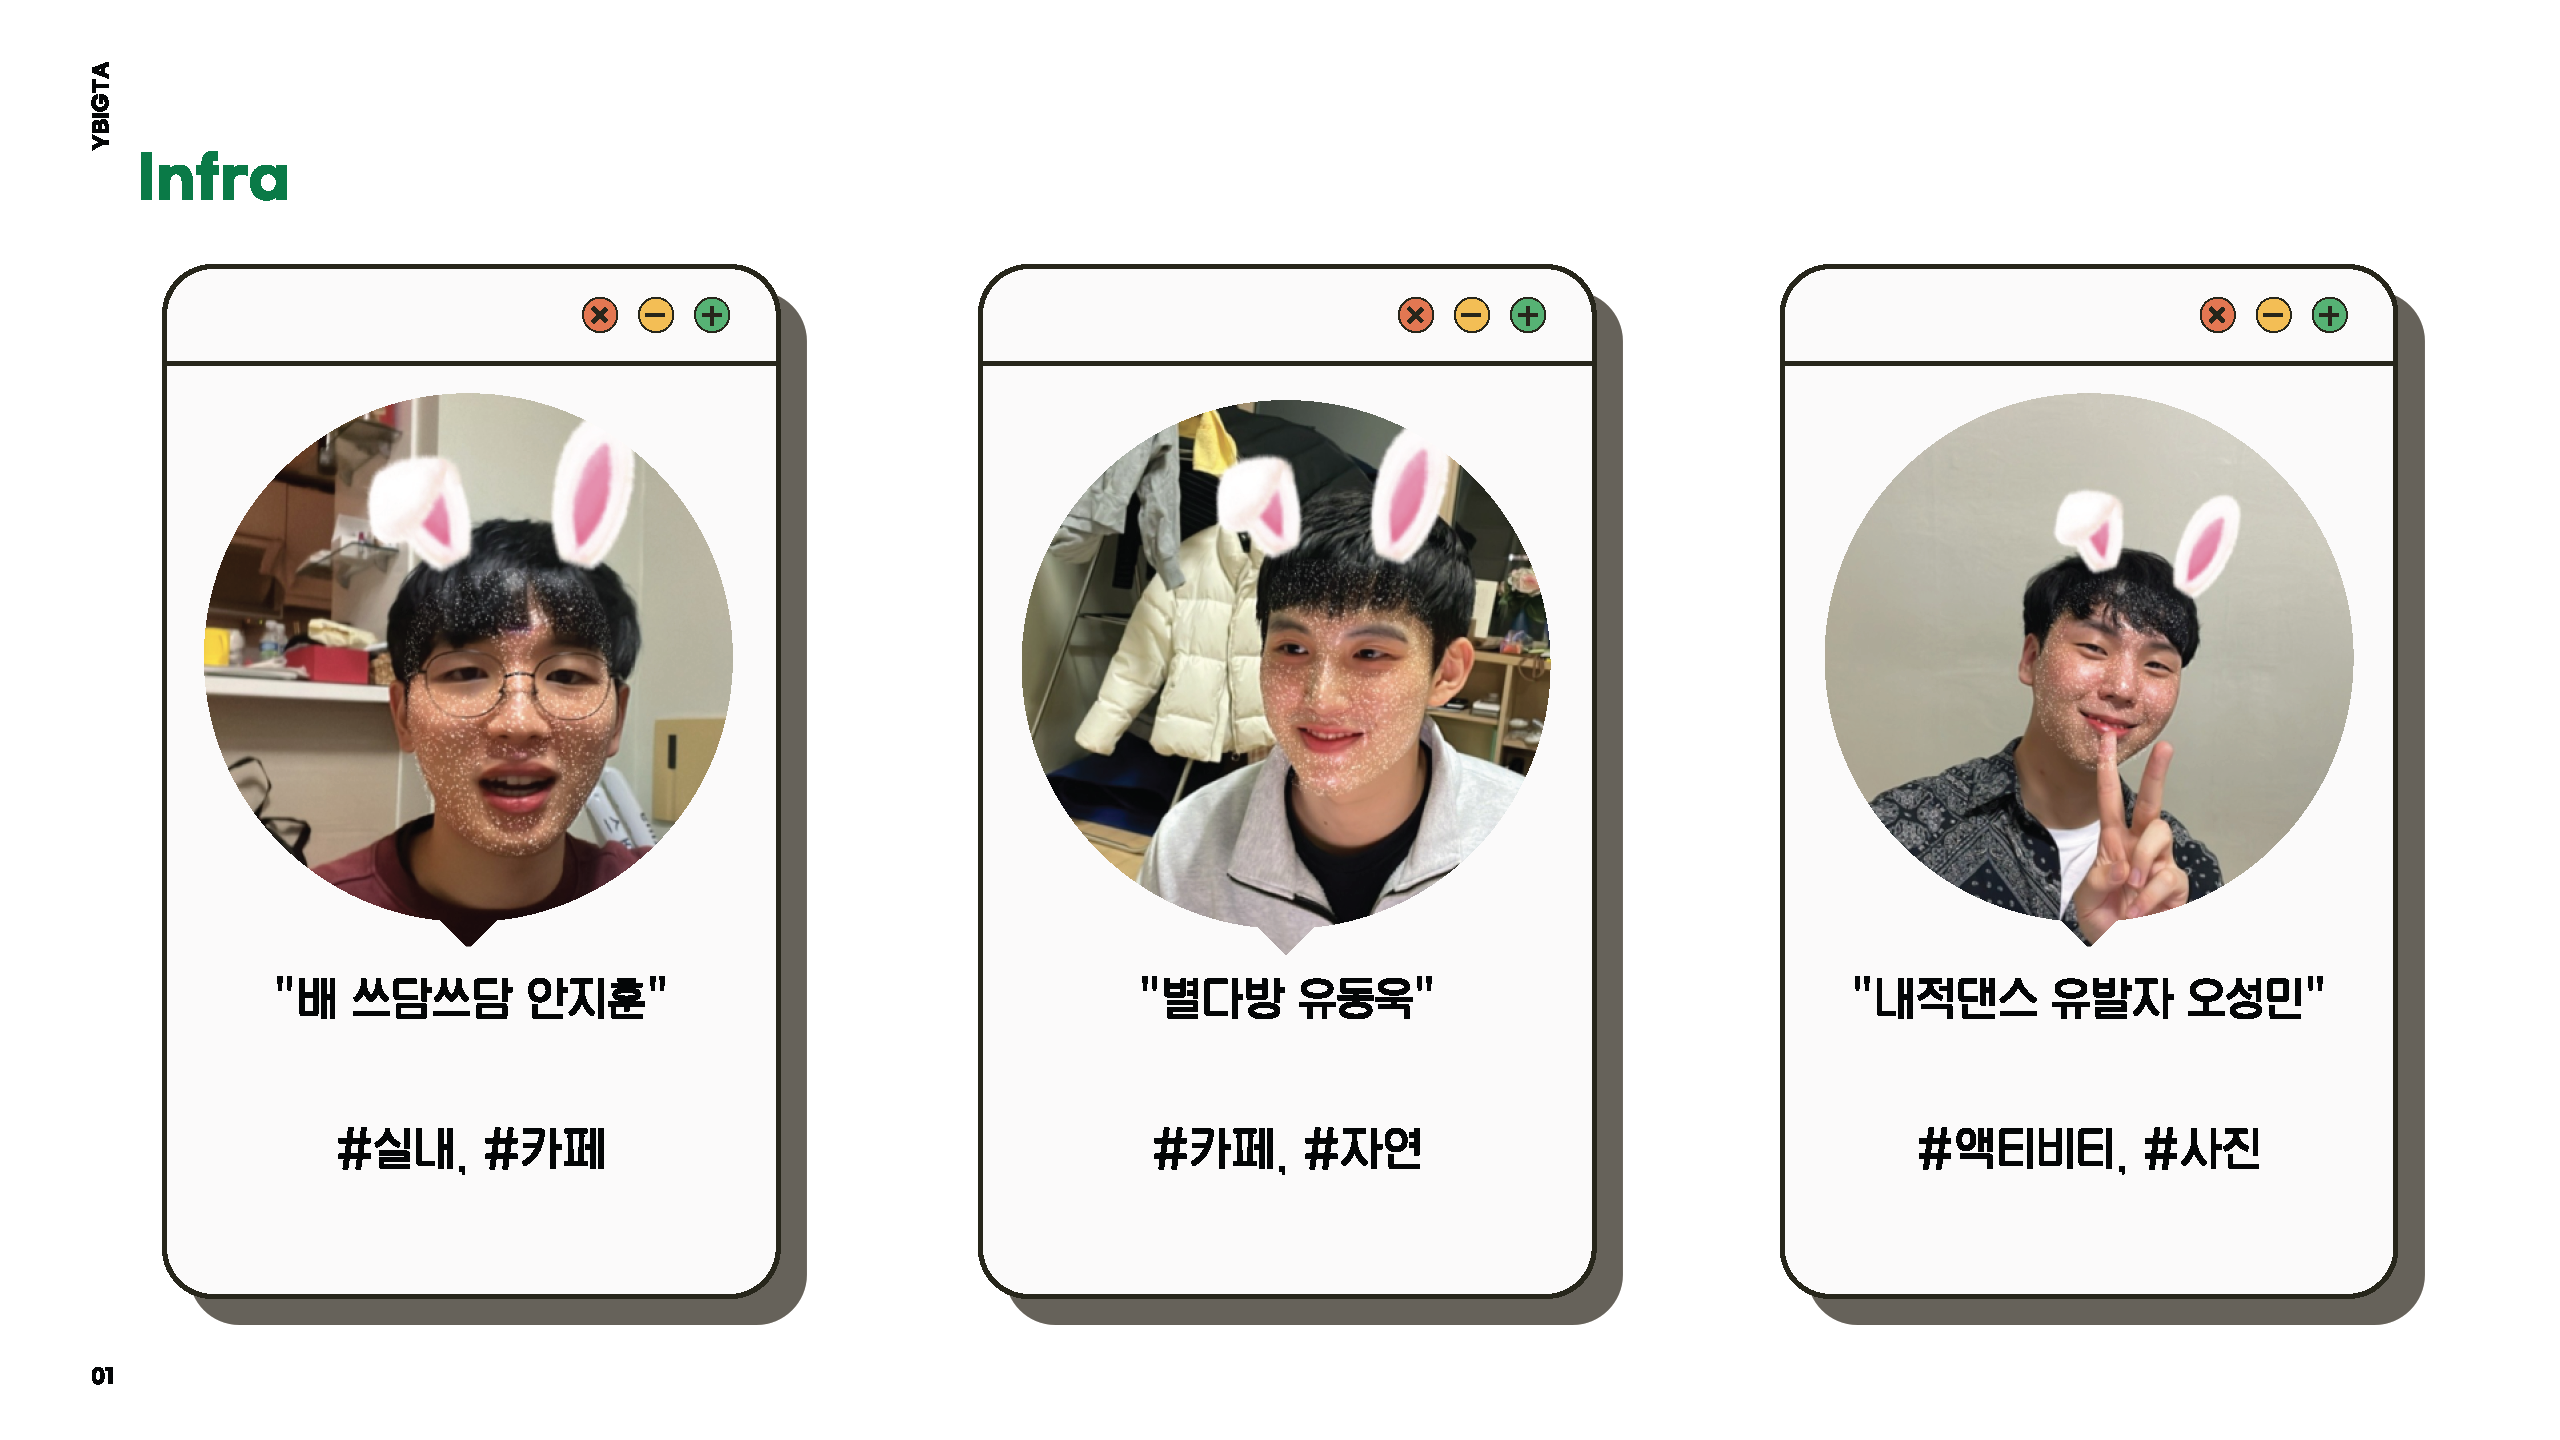 YBIGTA
Infra
"배 쓰담쓰담 안지훈"
#실내, #카페
"별다방 유동욱"
#카페, #자연
"내적댄스 유발자 오성민"
#액티비티, #사진
01